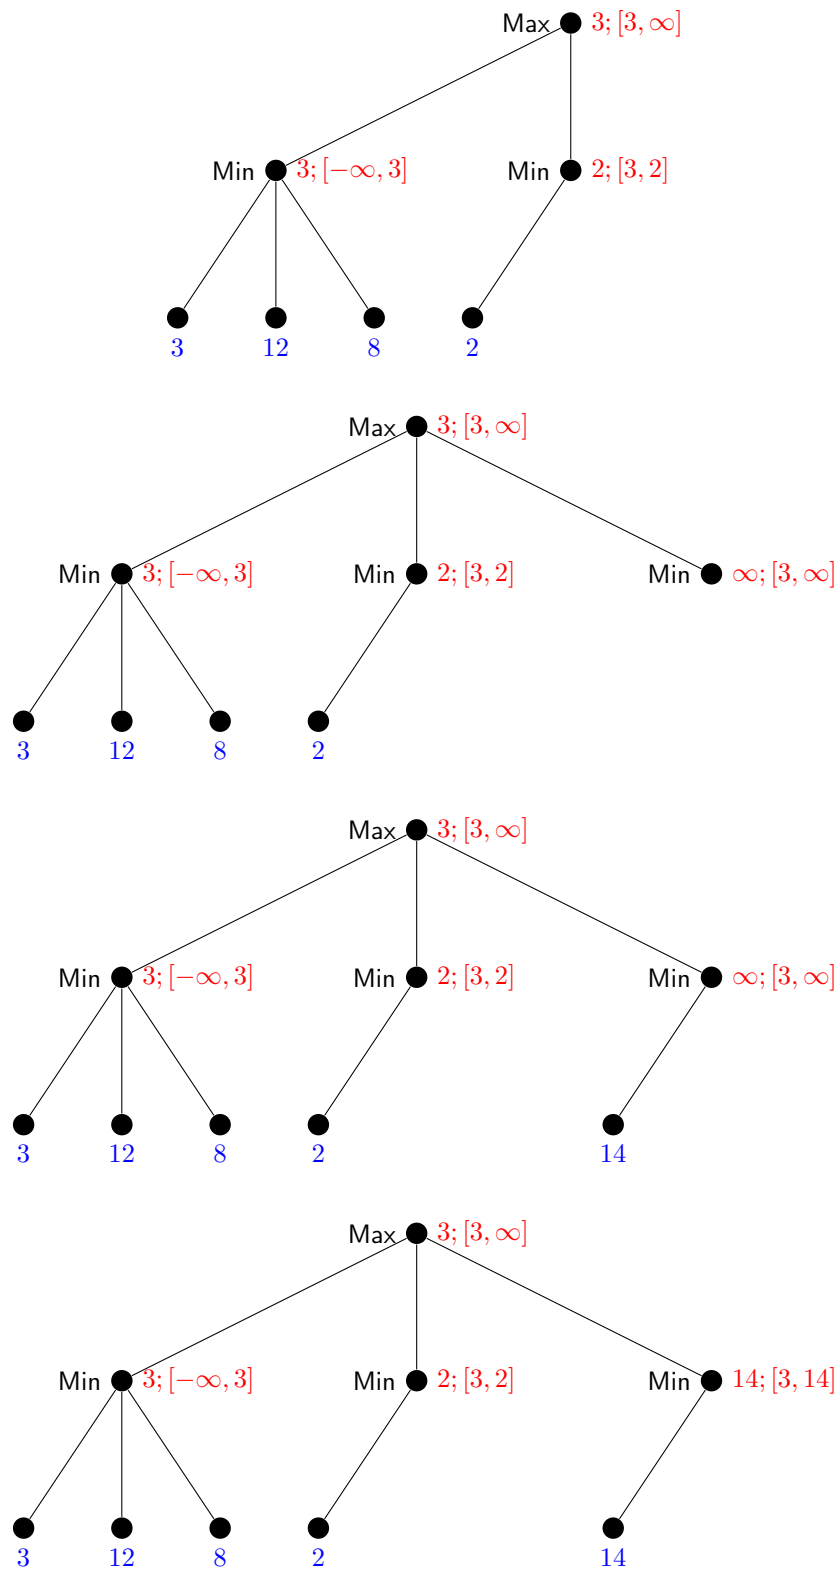 Max 3; [3, ∞]
Min 3; [−∞, 3] Min 2; [3, 2]
3 12 8 2
Max 3; [3, ∞]
Min 3; [−∞, 3] Min 2; [3, 2] Min ∞; [3, ∞]
3 12 8 2
Max 3; [3, ∞]
Min 3; [−∞, 3] Min 2; [3, 2] Min ∞; [3, ∞]
3 12 8 2 14
Max 3; [3, ∞]
Min 3; [−∞, 3] Min 2; [3, 2] Min 14; [3, 14]
3 12 8 2 14